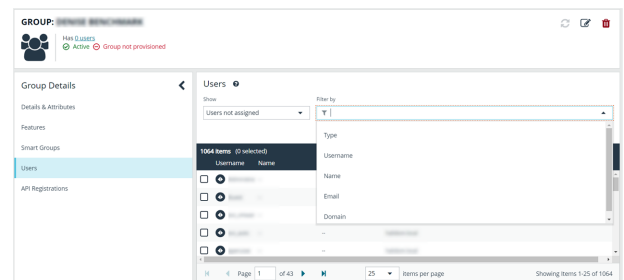 GROUP:
Has 0 users
Active Group not provisioned
Group Details
Details & Attributes
Features
Smart Groups
Users
API Registrations
Users
Show
Filter by
Users not assigned
Type
Username
Name
Email
Domain
1064 items (0 selected)
Username Name
--
--
Page 1 of 43
25 items per page
Showing Items 1-25 of 1064